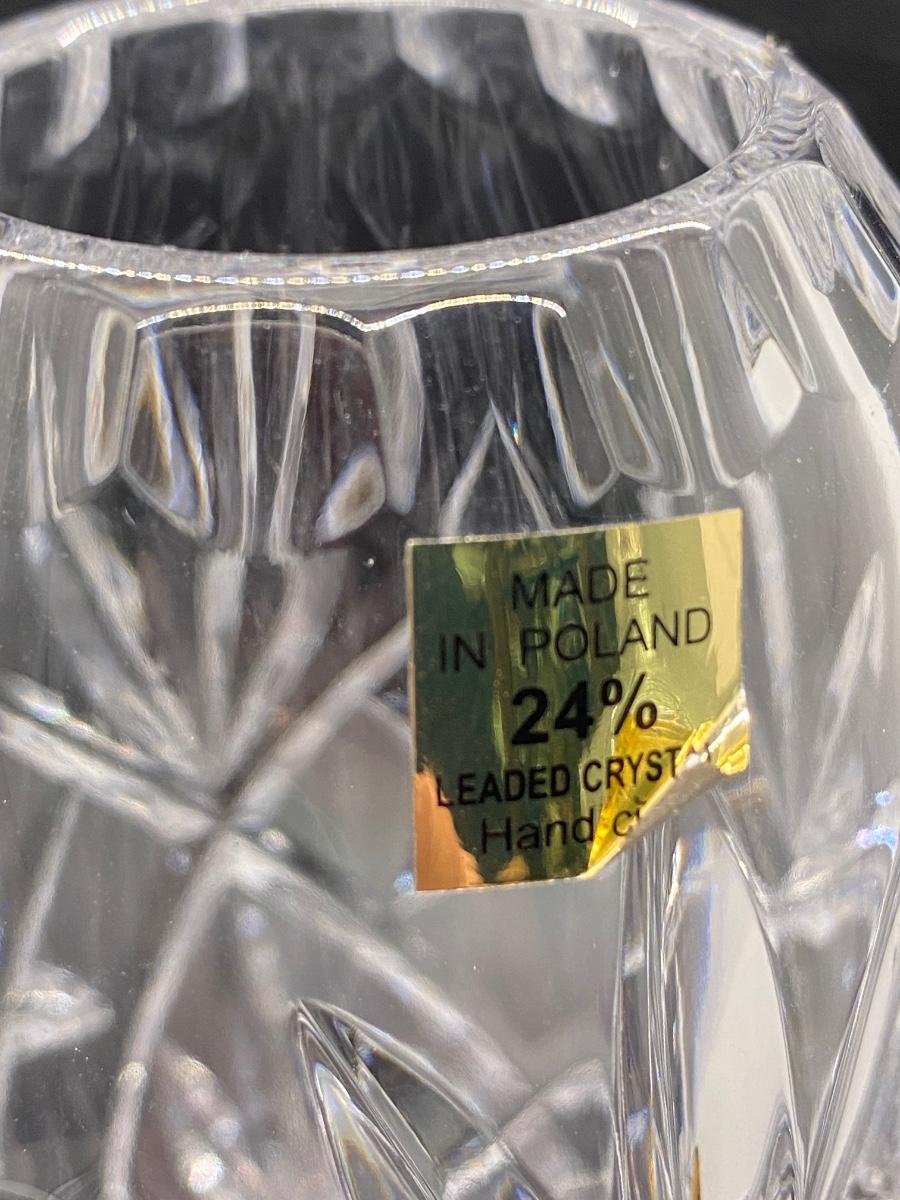 MADE
IN POLAND
24%
LEADED CRYST
Hand c